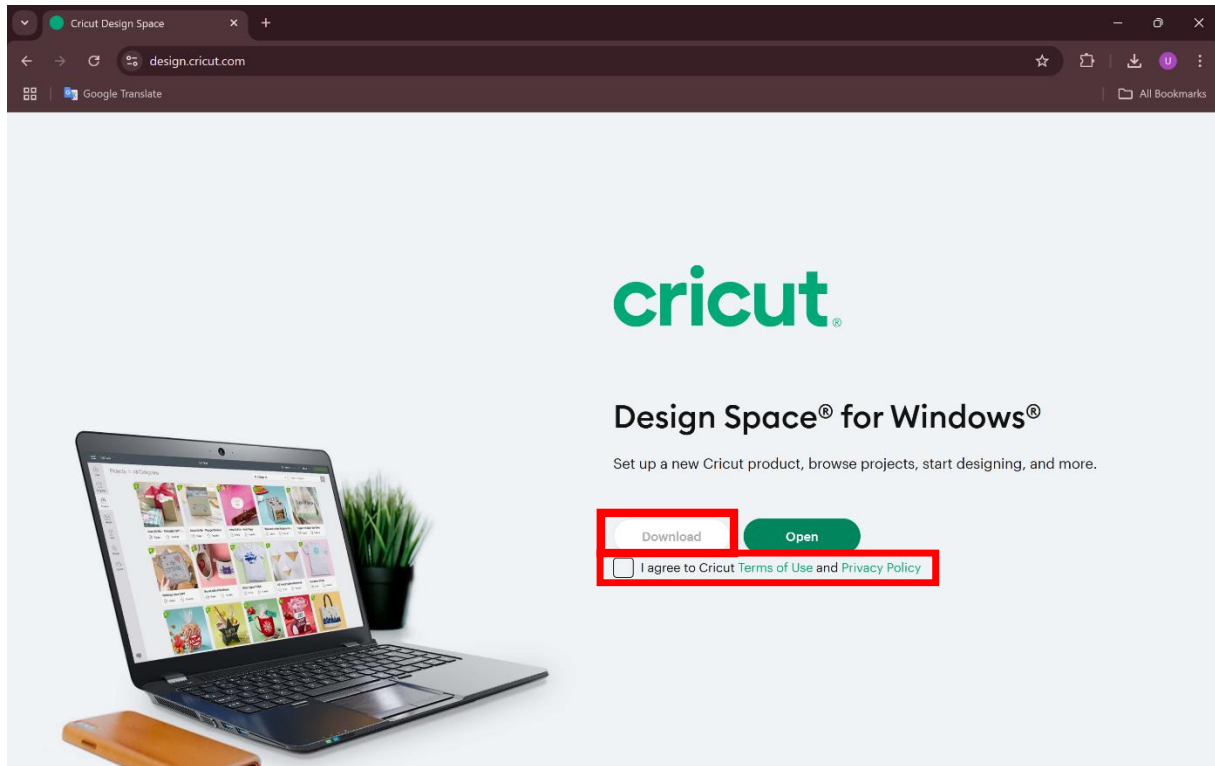 Cricut Design Space
design.cricut.com
U
Google Translate
All Bookmarks
cricut®
Design Space® for Windows®
Set up a new Cricut product, browse projects, start designing, and more.
Download
Open
I agree to Cricut Terms of Use and Privacy Policy